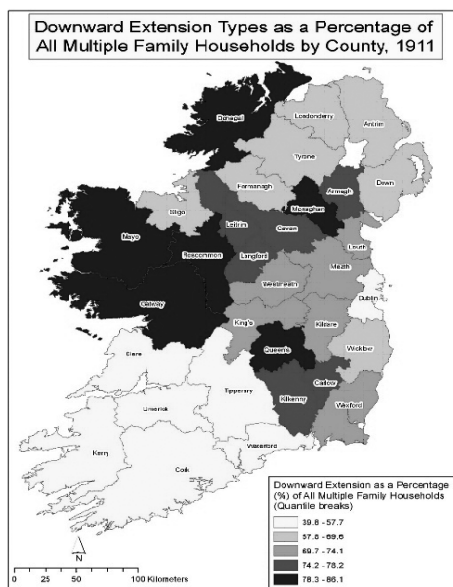 Downward Extension Types as a Percentage of
All Multiple Family Households by County, 1911
Donegal
Londonderry
Antrim
Tyrone
Fermanagh
Armagh
Down
Monaghan
Sligo
Leitrim
Cavan
Louth
Mayo
Roscommon
Longford
Meath
Westmeath
Dublin
Galway
King's
Kildare
Queens
Wicklow
Clare
Carlow
Tipperary
Kilkenny
Wexford
Limerick
Waterford
Kerry
Cork
Downward Extension as a Percentage
(%) of All Multiple Family Households
(Quantile breaks)
39.8 - 57.7
57.8 - 69.6
69.7 - 74.1
74.2 - 78.2
78.3 - 86.1
N
0 25 50 100 Kilometers